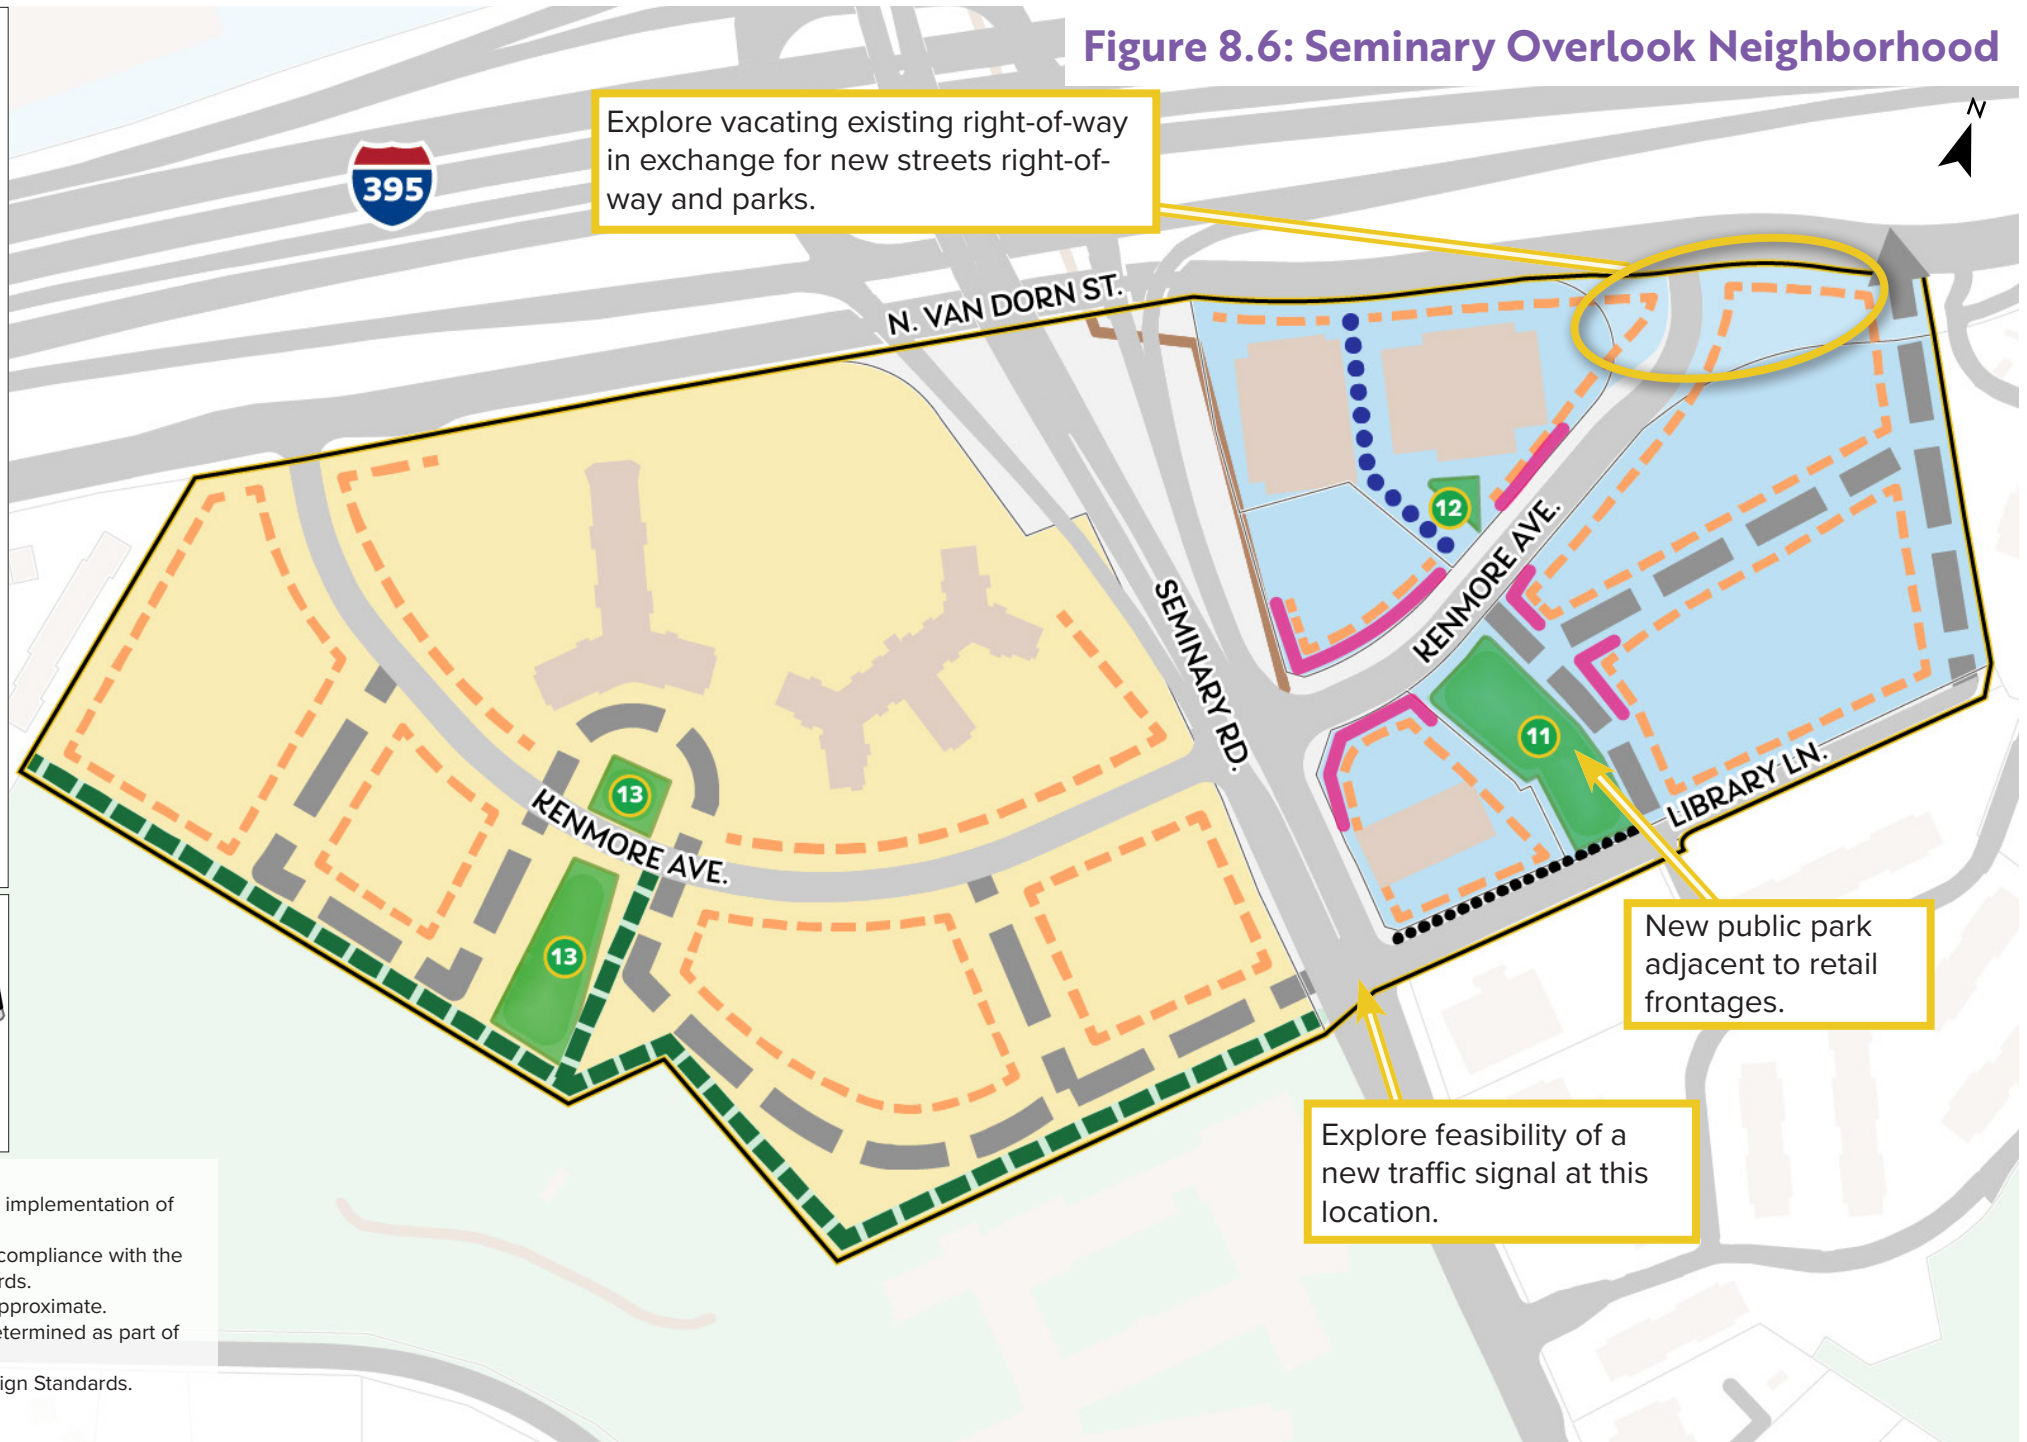 Figure 8.6: Seminary Overlook Neighborhood
N
Explore vacating existing right-of-way
in exchange for new streets right-of-
way and parks.
395
N. VAN DORN ST.
SEMINARY RD.
KENMORE AVE.
12
11
LIBRARY LN.
13
KENMORE AVE.
13
New public park
adjacent to retail
frontages.
Explore feasibility of a
new traffic signal at this
location.
implementation of
compliance with the
rds.
pproximate.
etermined as part of
ign Standards.